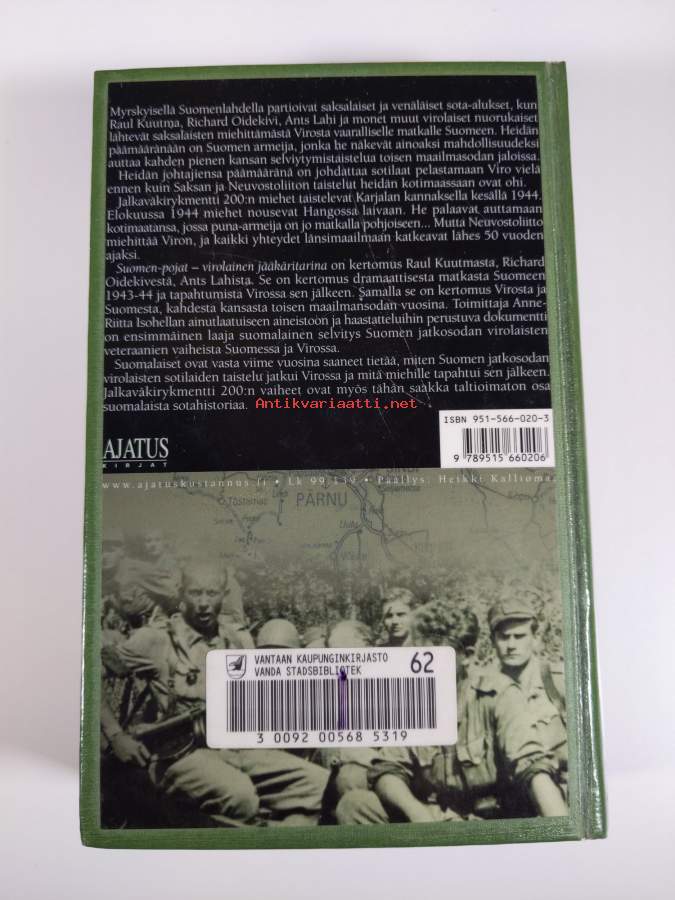 Myrskyisellä Suomenlahdella partioivat saksalaiset ja venäläiset sota-alukset, kun
Raul Kuutma, Richard Oidekivi, Ants Lahi ja monet muut virolaiset nuorukaiset
lähtevät saksalaisten miehittämästä Virosta vaaralliselle matkalle Suomeen. Heidän
päämääränään on Suomen armeija, jonka he näkevät ainoaksi mahdollisuudeksi
auttaa kahden pienen kansan selviytymistaistelua toisen maailmasodan jaloissa.
Heidän johtajiensa päämääränä on johdattaa sotilaat pelastamaan Viro vielä
ennen kuin Saksan ja Neuvostoliiton taistelut heidän kotimaassaan ovat ohi.
Jalkaväkirykmentti 200:n miehet taistelevat Karjalan kannaksella kesällä 1944.
Elokuussa 1944 miehet nousevat Hangossa laivaan. He palaavat auttamaan
kotimaatansa, jossa puna-armeija on jo matkalla pohjoiseen... Mutta Neuvostoliitto
miehittää Viron, ja kaikki yhteydet länsimaailmaan katkeavat lähes 50 vuoden
ajaksi.
Suomen-pojat – virolainen jääkäritarina on kertomus Raul Kuutmasta, Richard
Oidekivestä, Ants Lahista. Se on kertomus dramaattisesta matkasta Suomeen
1943-44 ja tapahtumista Virossa sen jälkeen. Samalla se on kertomus Virosta ja
Suomesta, kahdesta kansasta toisen maailmansodan vuosina. Toimittaja Anne-
Riitta Isohellan ainutlaatuiseen aineistoon ja haastatteluihin perustuva dokumentti
on ensimmäinen laaja suomalainen selvitys Suomen jatkosodan virolaisten
veteraanien vaiheista Suomessa ja Virossa.
Suomalaiset ovat vasta viime vuosina saaneet tietää, miten Suomen jatkosodan
virolaisten sotilaiden taistelut jatkui Virossa ja mitä miehille tapahtui sen jälkeen.
Jalkaväkirykmentti 200:n vaiheet ovat myös tähän saakka taltioimaton osa
suomalaista sotahistoriaa.
Antikvariaatti.net
ISBN 951-566-020-3
9 789515 660206
AJATUS
KIRJAT
www.ajatuskustannus.fi • Lk 99.139 • Päällys: Heikki Kalliomaa
PÄRNU
VANTAAN KAUPUNGINKIRJASTO
VANDA STADSBIBLIOTEK
62
3 0092 00568 5319